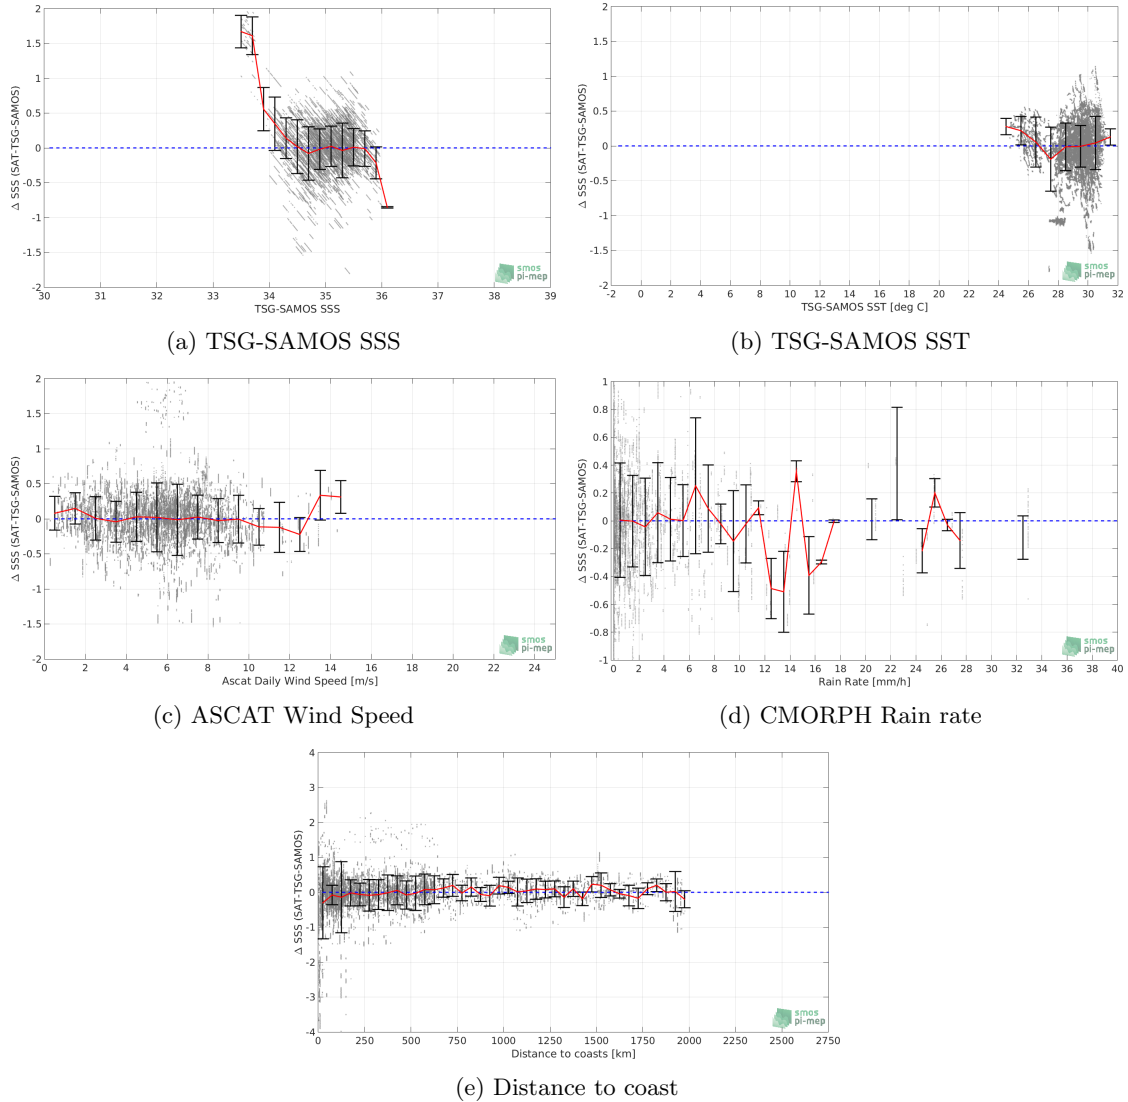 2
1.5
1
0.5
0
-0.5
-1
-1.5
-2
Δ SSS (SAT-TSG-SAMOS)
30 31 32 33 34 35 36 37 38 39
TSG-SAMOS SSS
smos
pi-mep
(a) TSG-SAMOS SSS
2
1.5
1
0.5
0
-0.5
-1
-1.5
-2
Δ SSS (SAT-TSG-SAMOS)
-2 0 2 4 6 8 10 12 14 16 18 20 22 24 26 28 30 32
TSG-SAMOS SST [deg C]
smos
pi-mep
(b) TSG-SAMOS SST
2
1.5
1
0.5
0
-0.5
-1
-1.5
-2
Δ SSS (SAT-TSG-SAMOS)
0 2 4 6 8 10 12 14 16 18 20 22 24
Ascat Daily Wind Speed [m/s]
smos
pi-mep
(c) ASCAT Wind Speed
1
0.8
0.6
0.4
0.2
0
-0.2
-0.4
-0.6
-0.8
-1
Δ SSS (SAT-TSG-SAMOS)
0 2 4 6 8 10 12 14 16 18 20 22 24 26 28 30 32 34 36 38 40
Rain Rate [mm/h]
smos
pi-mep
(d) CMORPH Rain rate
4
3
2
1
0
-1
-2
-3
-4
Δ SSS (SAT-TSG-SAMOS)
0 250 500 750 1000 1250 1500 1750 2000 2250 2500 2750
Distance to coasts [km]
smos
pi-mep
(e) Distance to coast